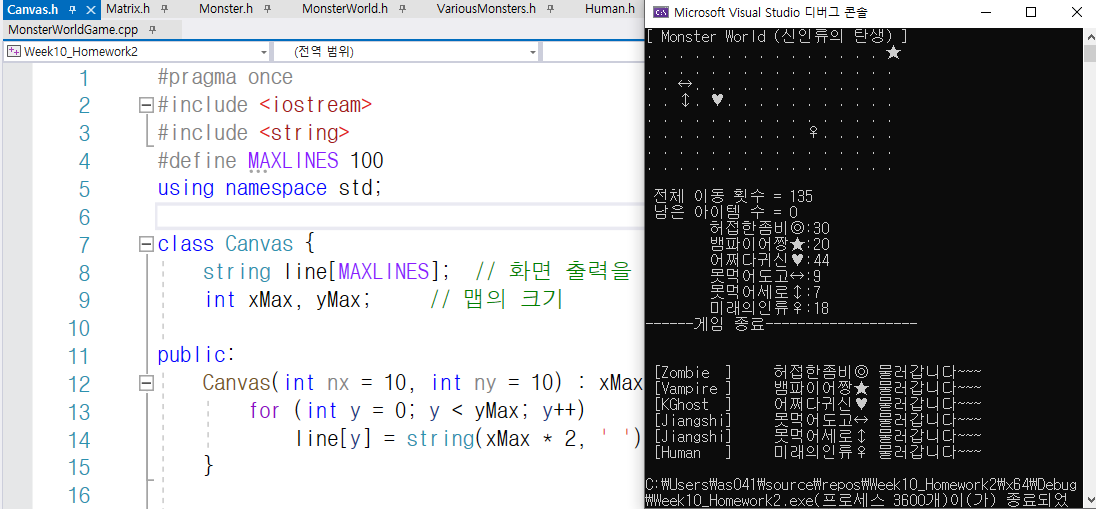 Canvas.h Matrix.h Monster.h MonsterWorld.h VariousMonsters.h Human.h
MonsterWorldGame.cpp
Week10_Homework2 (전역 범위)
1 #pragma once
2 #include <iostream>
3 #include <string>
4 #define MAXLINES 100
5 using namespace std;
6
7 class Canvas {
8 string line[MAXLINES]; // 화면 출력을
9 int xMax, yMax; // 맵의 크기
10
11 public:
12 Canvas(int nx = 10, int ny = 10) : xMax
13 for (int y = 0; y < yMax; y++)
14 line[y] = string(xMax * 2, ' ')
15 }
16
Microsoft Visual Studio 디버그 콘솔
[ Monster World (신인류의 탄생) ]
. . . . . . . . . . . . . . . ★
. . . . . . . . . . . . . . . .
. . ↔ . . . . . . . . . . . . .
. . ↕ . ♥ . . . . . . . . . . .
. . . . . . . . . . . . . . . .
. . . . . . . . . . ♀ . . . . .
. . . . . . . . . . . . . . . .
. . . . . . . . . . . . . . . .
전체 이동 횟수 = 135
남은 아이템 수 = 0
허접한좀비◎:30
뱀파이어짱★:20
어쩌다귀신♥:44
못먹어도고↔:9
못먹어세로↕:7
미래의인류♀:18
------게임 종료-------------------
[Zombie ] 허접한좀비◎ 물러갑니다~~~
[Vampire ] 뱀파이어짱★ 물러갑니다~~~
[KGhost ] 어쩌다귀신♥ 물러갑니다~~~
[Jiangshi] 못먹어도고↔ 물러갑니다~~~
[Jiangshi] 못먹어세로↕ 물러갑니다~~~
[Human ] 미래의인류♀ 물러갑니다~~~
C:₩Users₩as041₩source₩repos₩Week10_Homework2₩x64₩Debug
₩Week10_Homework2.exe(프로세스 3600개)이(가) 종료되었